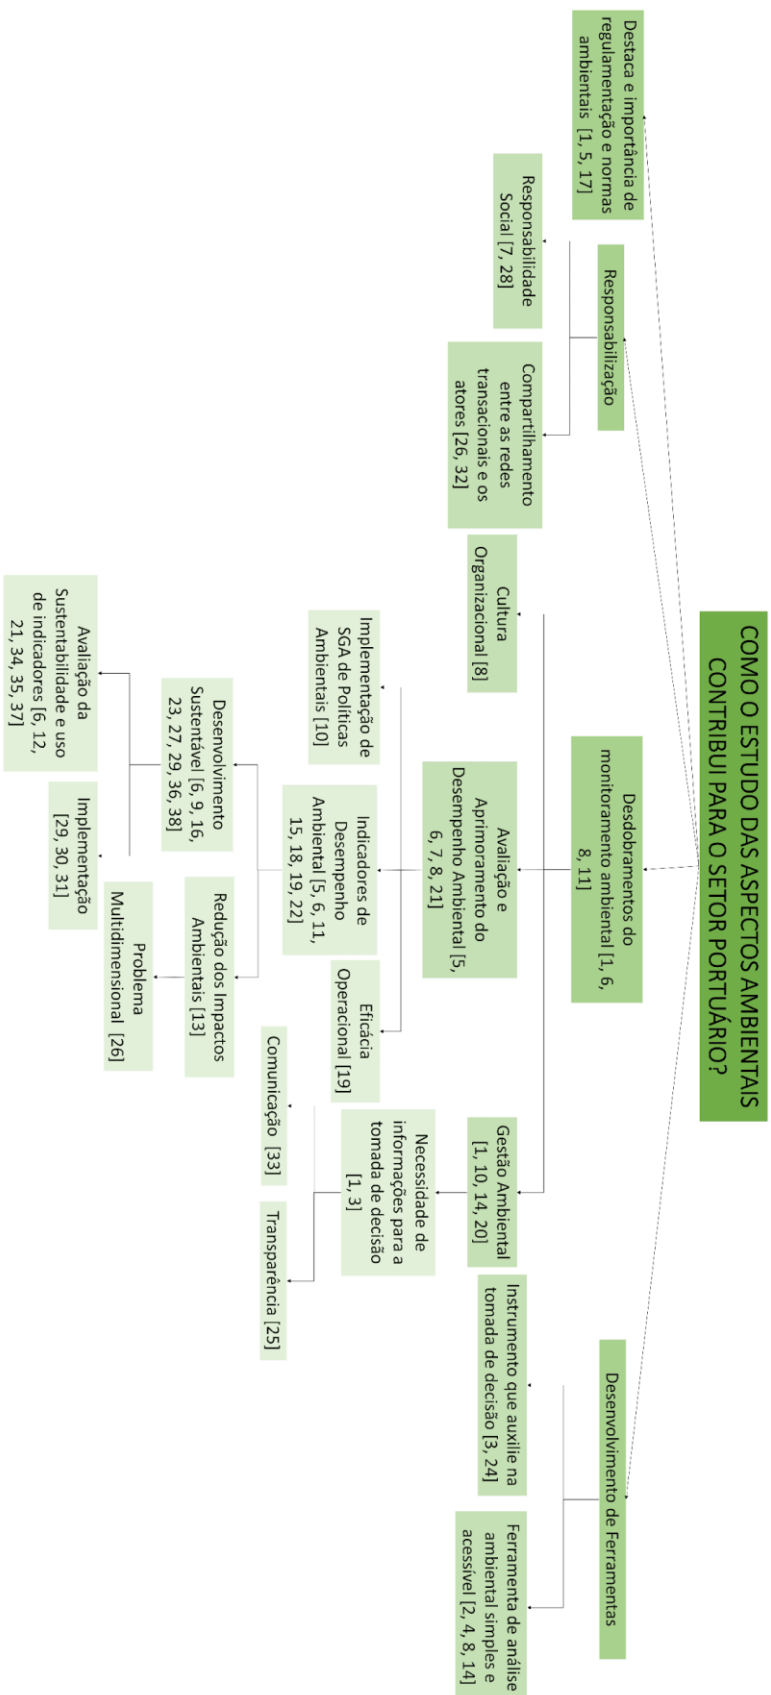 COMO O ESTUDO DAS ASPECTOS AMBIENTAIS
CONTRIBUI PARA O SETOR PORTUÁRIO?
Destaca e importância de
regulamentação e normas
ambientais [1, 5, 17]
Responsabilização
Responsabilidade
Social [7, 28]
Compartilhamento
entre as redes
transacionais e os
atores [26, 32]
Desdobramentos do
monitoramento ambiental [1, 6,
8, 11]
Cultura
Organizacional [8]
Avaliação e
Aprimoramento do
Desempenho Ambiental [5,
6, 7, 8, 21]
Implementação de
SGA de Políticas
Ambientais [10]
Indicadores de
Desempenho
Ambiental [5, 6, 11,
15, 18, 19, 22]
Desenvolvimento
Sustentável [6, 9, 16,
23, 27, 29, 36, 38]
Avaliação da
Sustentabilidade e uso
de indicadores [6, 12,
21, 34, 35, 37]
Implementação
[29, 30, 31]
Redução dos Impactos
Ambientais [13]
Problema
Multidimensional [26]
Eficácia
Operacional [19]
Gestão Ambiental
[1, 10, 14, 20]
Necessidade de
informações para a
tomada de decisão
[1, 3]
Comunicação [33]
Transparência [25]
Desenvolvimento de Ferramentas
Instrumento que auxilie na
tomada de decisão [3, 24]
Ferramenta de análise
ambiental simples e
acessível [2, 4, 8, 14]